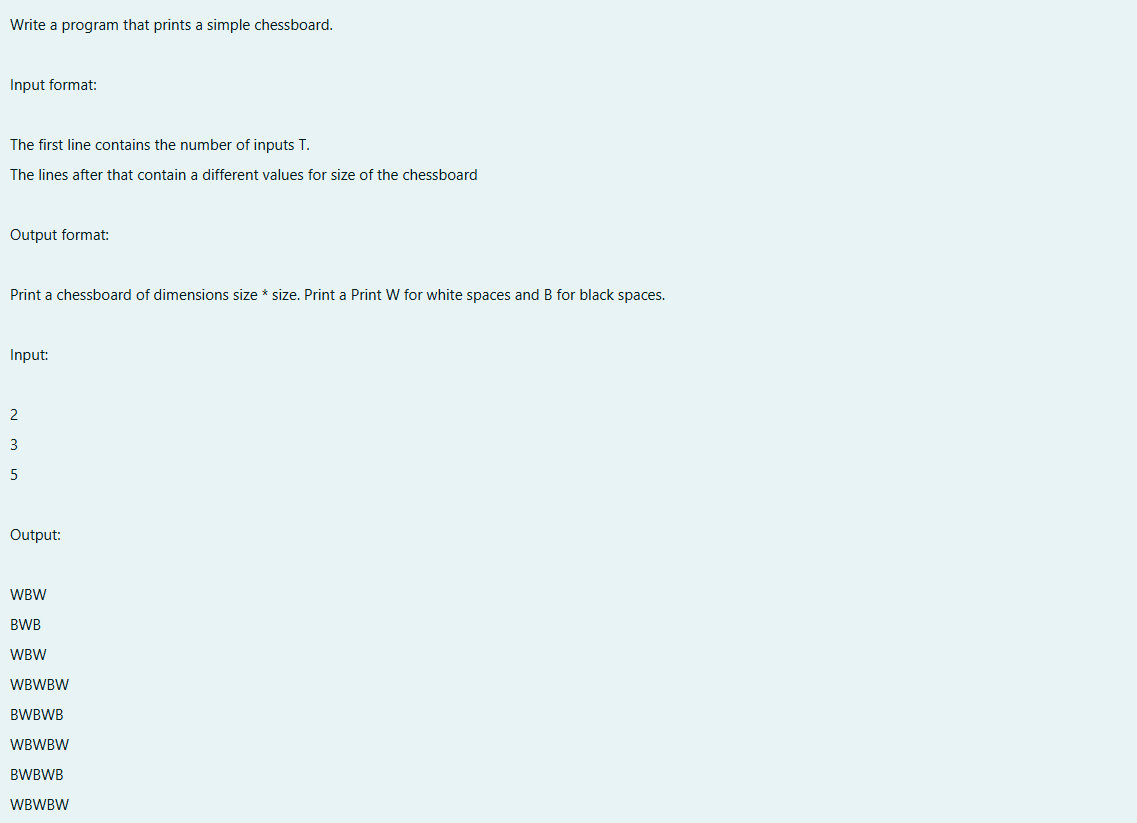 Write a program that prints a simple chessboard.
Input format:
The first line contains the number of inputs T.
The lines after that contain a different values for size of the chessboard
Output format:
Print a chessboard of dimensions size * size. Print a Print W for white spaces and B for black spaces.
Input:
2
3
5
Output:
WBW
BWB
WBW
WBWBW
BWBWB
WBWBW
BWBWB
WBWBW